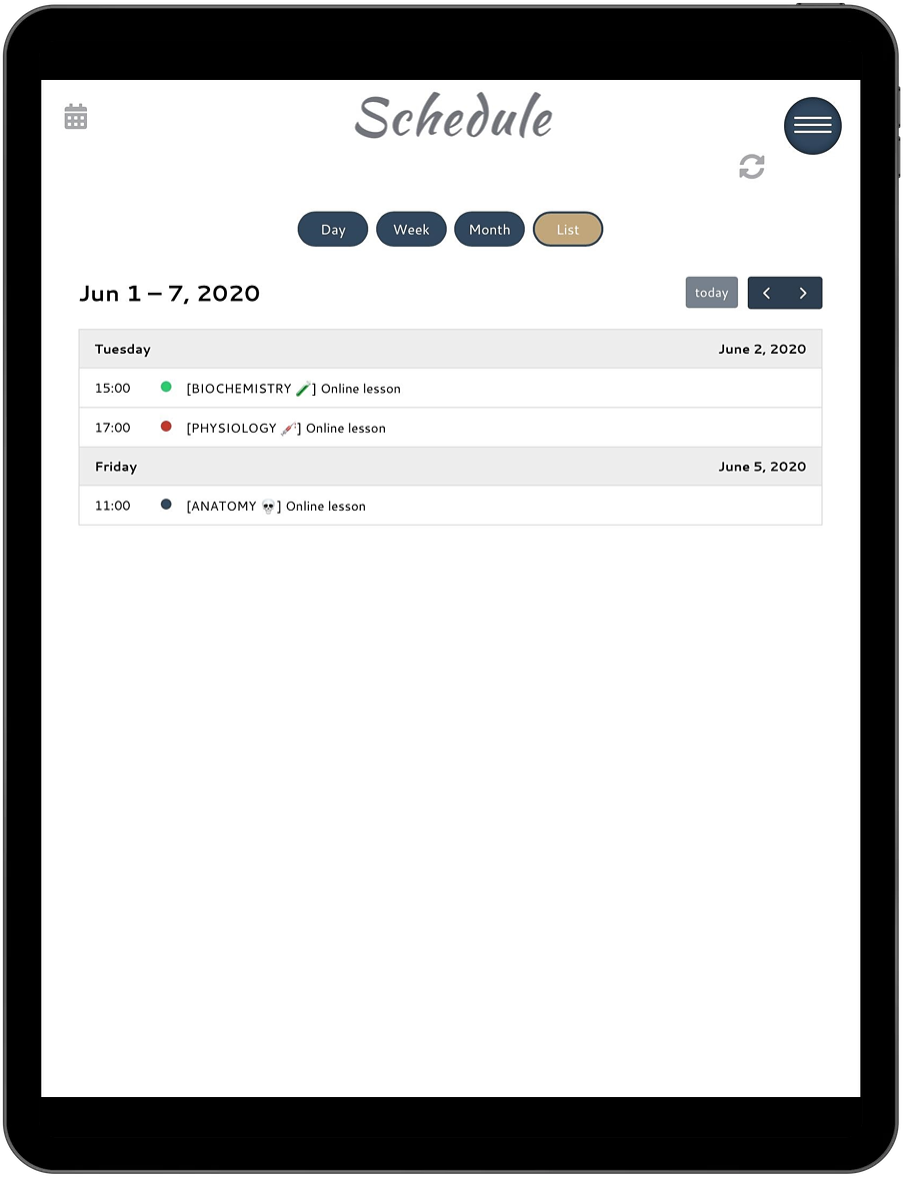 Schedule
Day Week Month List
Jun 1 – 7, 2020 today
Tuesday June 2, 2020
15:00 [BIOCHEMISTRY 🧪] Online lesson
17:00 [PHYSIOLOGY 💉] Online lesson
Friday June 5, 2020
11:00 [ANATOMY 💀] Online lesson